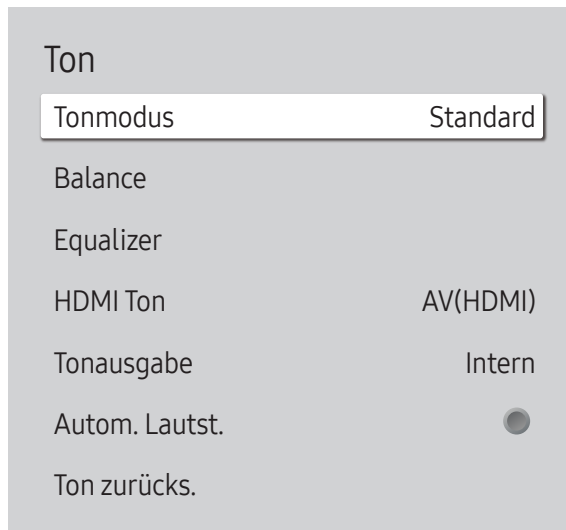 Ton
Tonmodus Standard
Balance
Equalizer
HDMI Ton AV(HDMI)
Tonausgabe Intern
Autom. Lautst.
Ton zurücks.